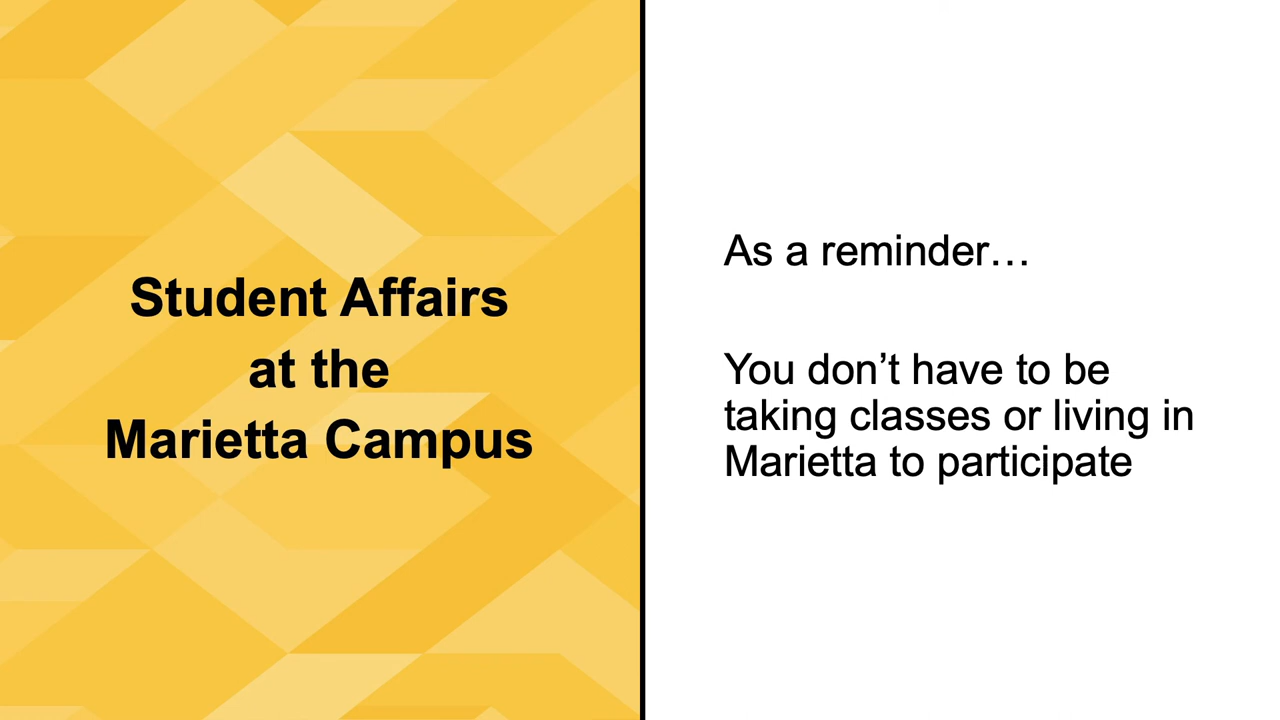 Student Affairs
at the
Marietta Campus
As a reminder…
You don’t have to be
taking classes or living in
Marietta to participate